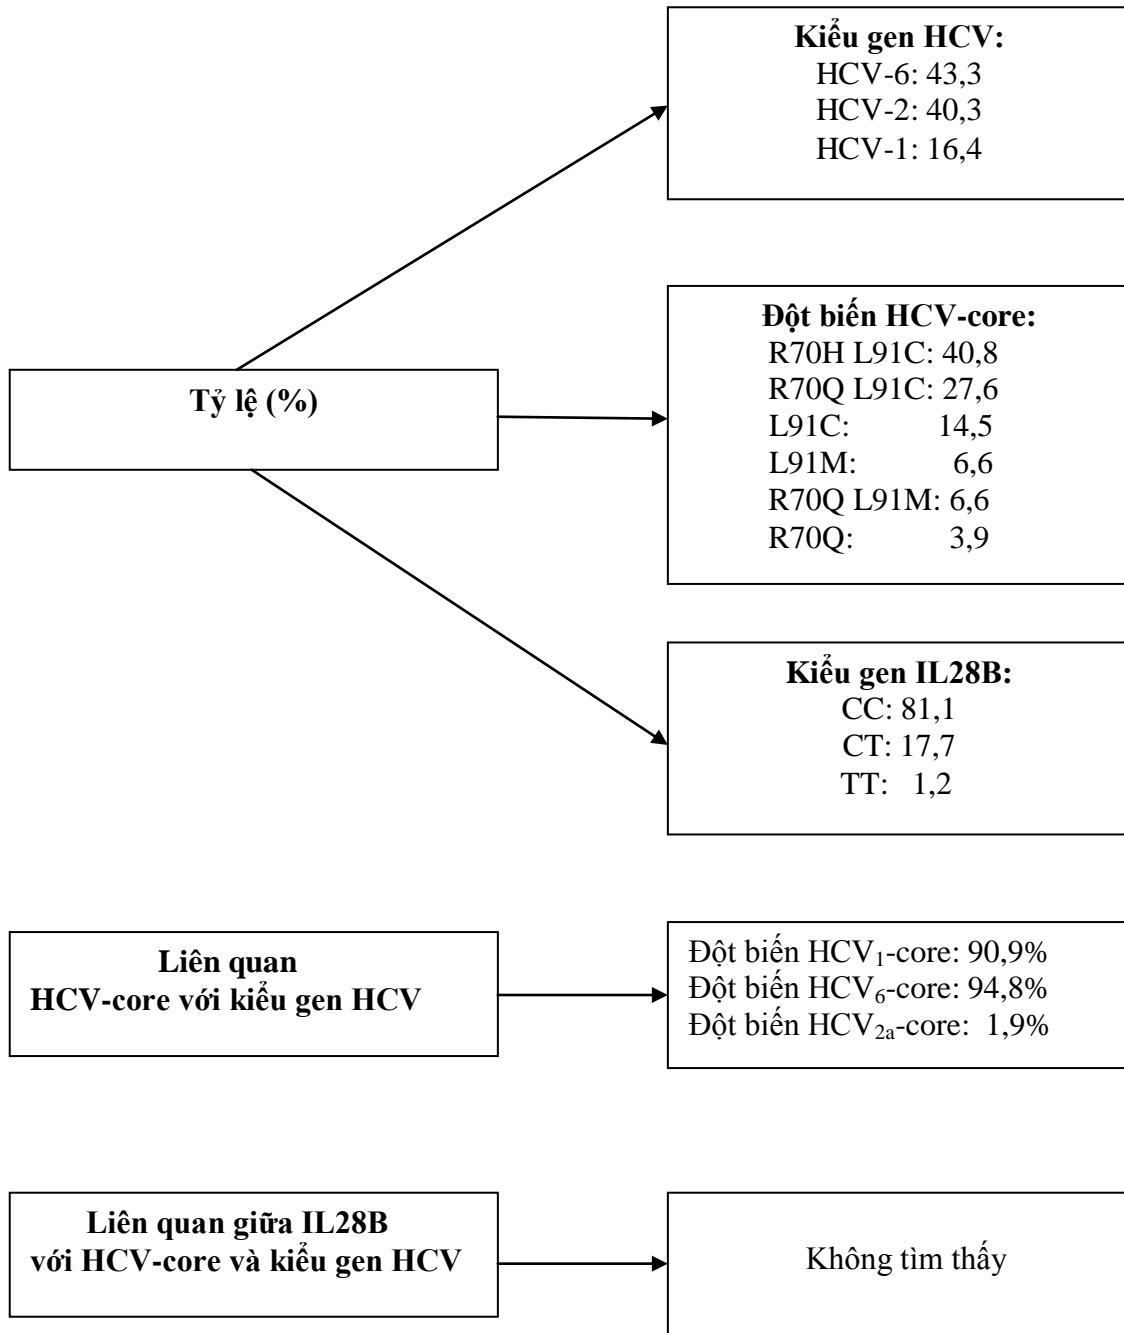 Kiểu gen HCV:
HCV-6: 43,3
HCV-2: 40,3
HCV-1: 16,4
Tỷ lệ (%)
Đột biến HCV-core:
R70H L91C: 40,8
R70Q L91C: 27,6
L91C: 14,5
L91M: 6,6
R70Q L91M: 6,6
R70Q: 3,9
Kiểu gen IL28B:
CC: 81,1
CT: 17,7
TT: 1,2
Liên quan
HCV-core với kiểu gen HCV
Đột biến HCV₁-core: 90,9%
Đột biến HCV₆-core: 94,8%
Đột biến HCV₂ₐ-core: 1,9%
Liên quan giữa IL28B
với HCV-core và kiểu gen HCV
Không tìm thấy